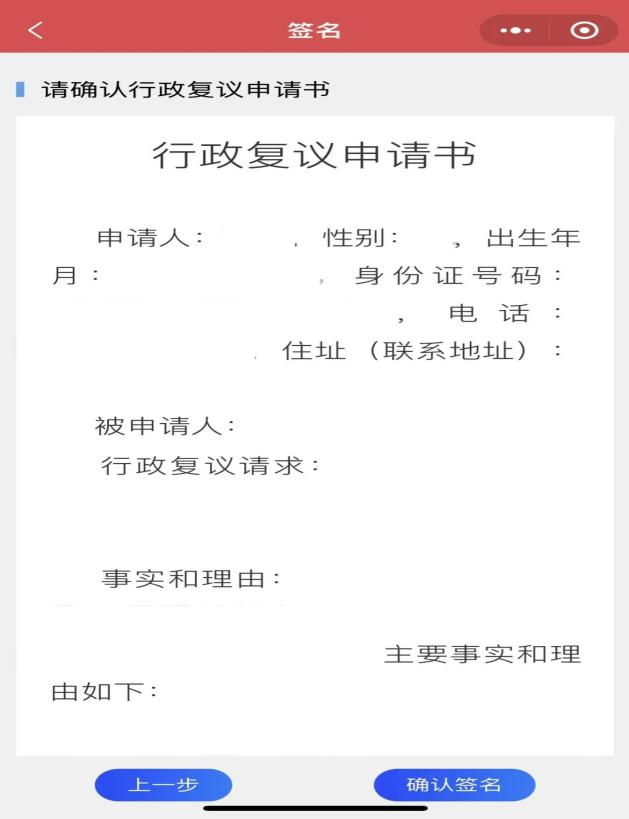 签名
请确认行政复议申请书
行政复议申请书
申请人： ，性别： ，出生年
月： ，身份证号码：
，电话：
，住址（联系地址）：
被申请人：
行政复议请求：
事实和理由：
主要事实和理
由如下：
上一步 确认签名